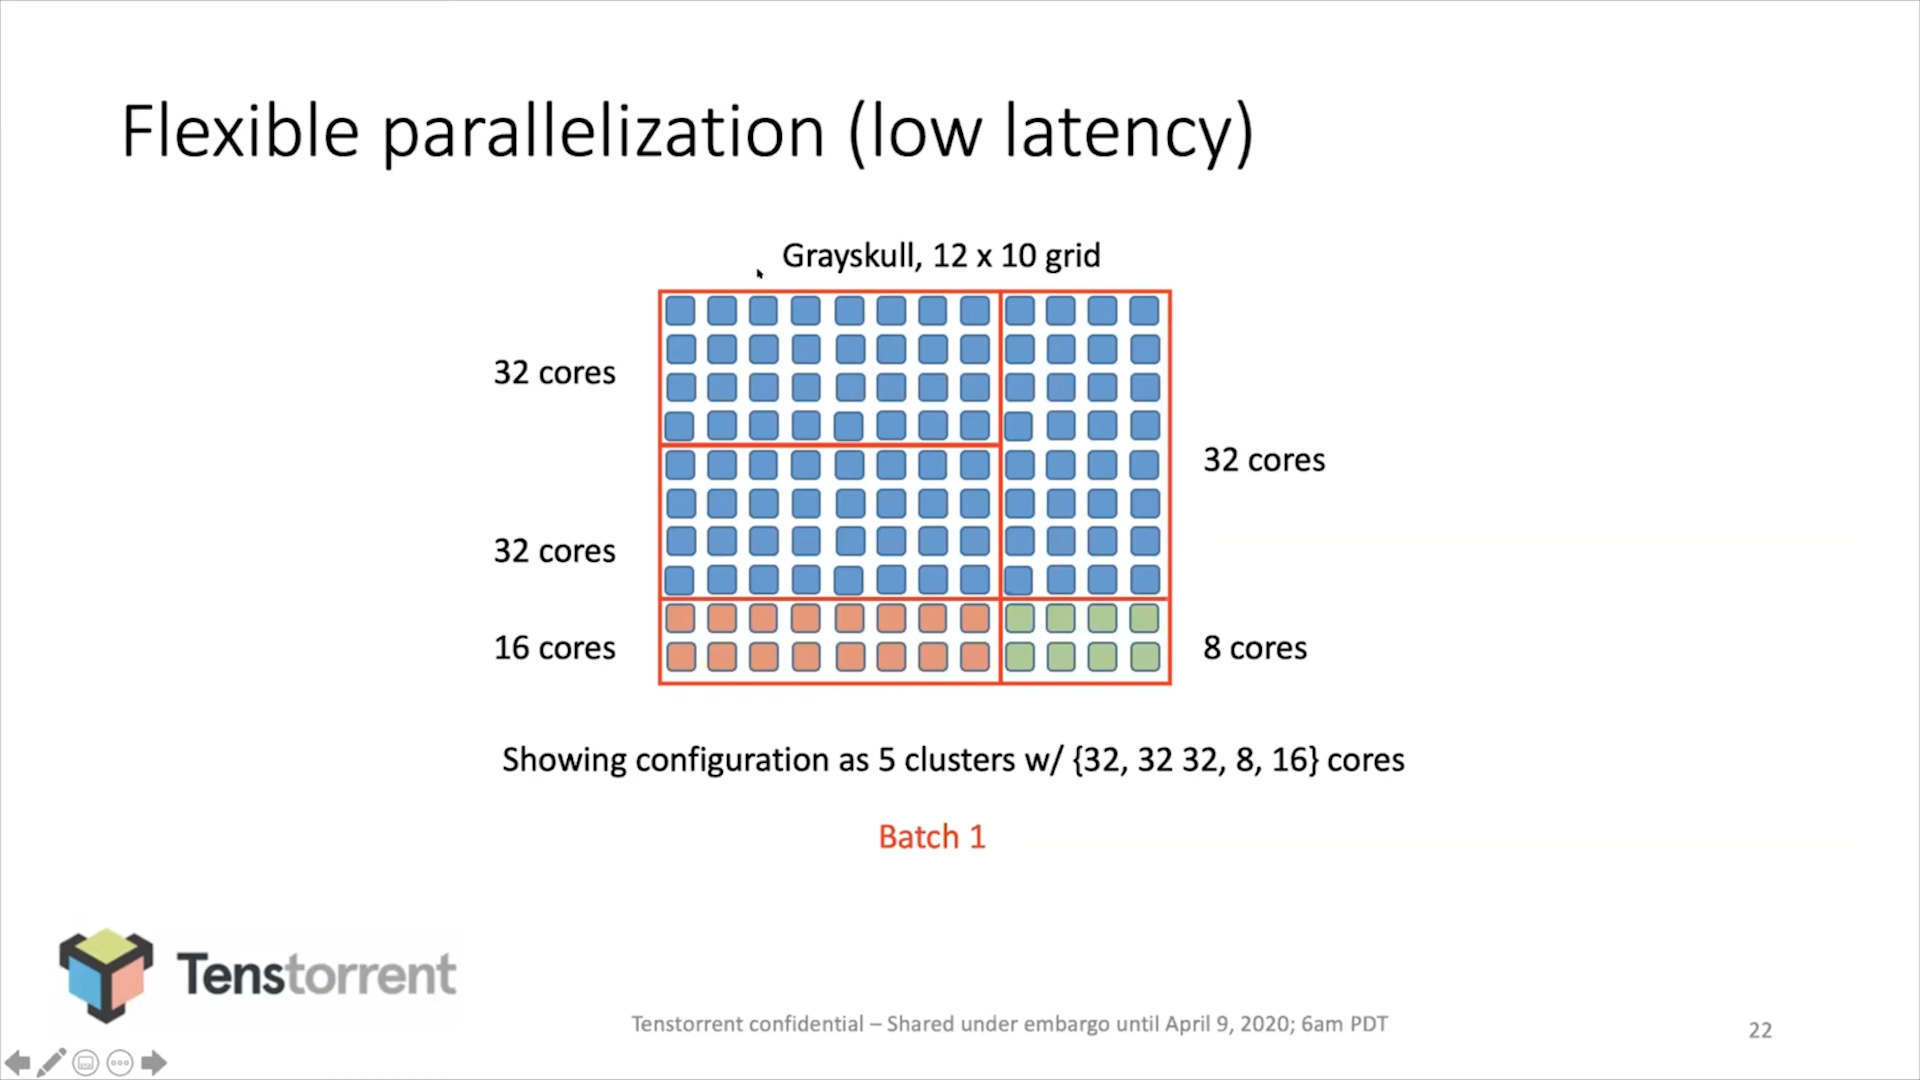 Flexible parallelization (low latency)
Grayskull, 12 x 10 grid
32 cores
32 cores
32 cores
16 cores
8 cores
Showing configuration as 5 clusters w/ {32, 32 32, 8, 16} cores
Batch 1
Tenstorrent
Tenstorrent confidential – Shared under embargo until April 9, 2020; 6am PDT
22